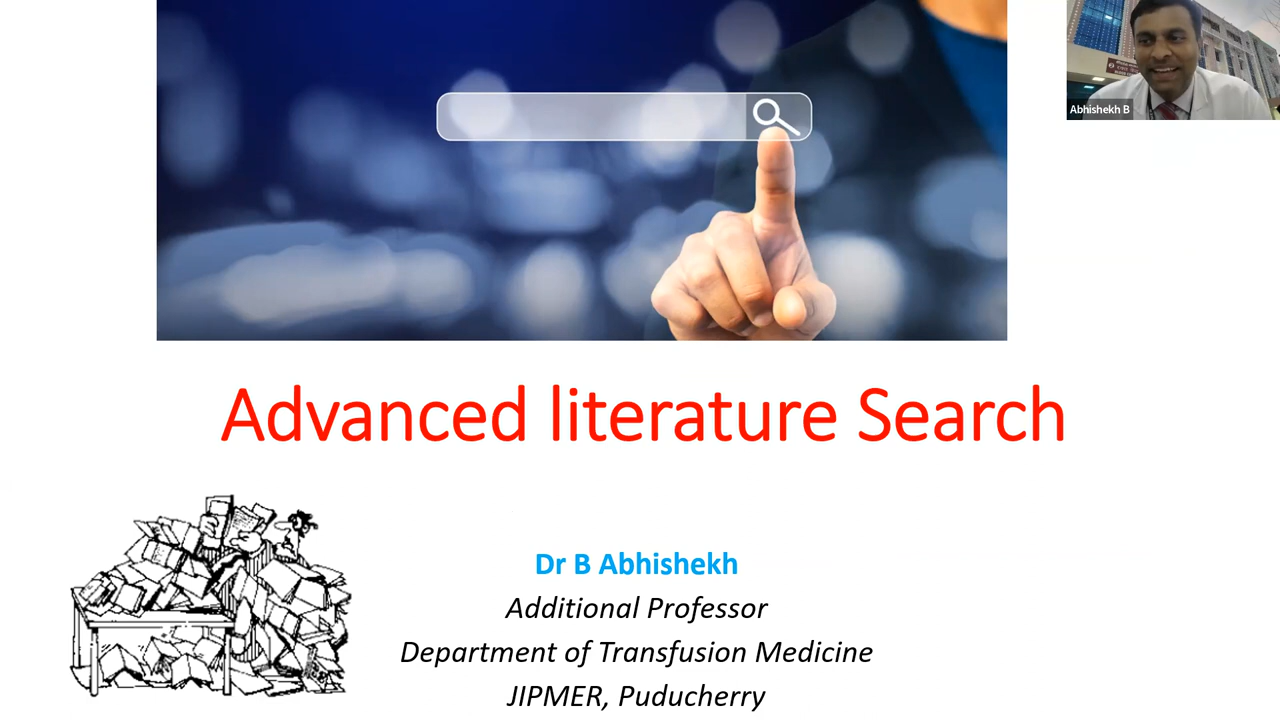 Abhishekh B
Advanced literature Search
Dr B Abhishekh
Additional Professor
Department of Transfusion Medicine
JIPMER, Puducherry